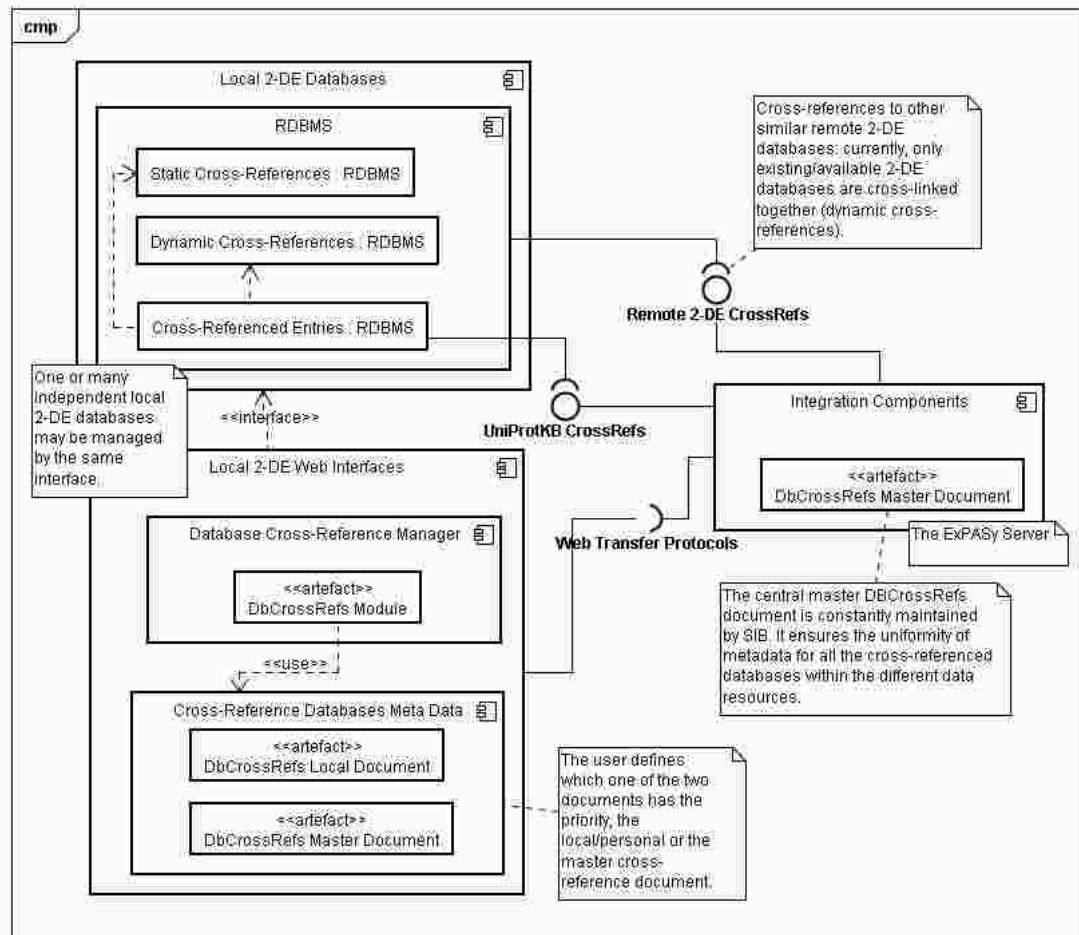 cmp
Local 2-DE Databases
RDBMS
Static Cross-References : RDBMS
Dynamic Cross-References : RDBMS
Cross-Referenced Entries : RDBMS
Cross-references to other
similar remote 2-DE
databases: currently, only
existing/available 2-DE
databases are cross-linked
together (dynamic cross-
references).
Remote 2-DE CrossRefs
One or many
independent local
2-DE databases
may be managed
by the same
interface.
<<interface>>
UniProtKB CrossRefs
Integration Components
<<artefact>>
DbCrossRefs Master Document
The ExPASy Server
Local 2-DE Web Interfaces
Database Cross-Reference Manager
<<artefact>>
DbCrossRefs Module
Web Transfer Protocols
The central master DBCrossRefs
document is constantly maintained
by SIB. It ensures the uniformity of
metadata for all the cross-referenced
databases within the different data
resources.
<<use>>
Cross-Reference Databases Meta Data
<<artefact>>
DbCrossRefs Local Document
<<artefact>>
DbCrossRefs Master Document
The user defines
which one of the two
documents has the
priority, the
local/personal or the
master cross-
reference document.